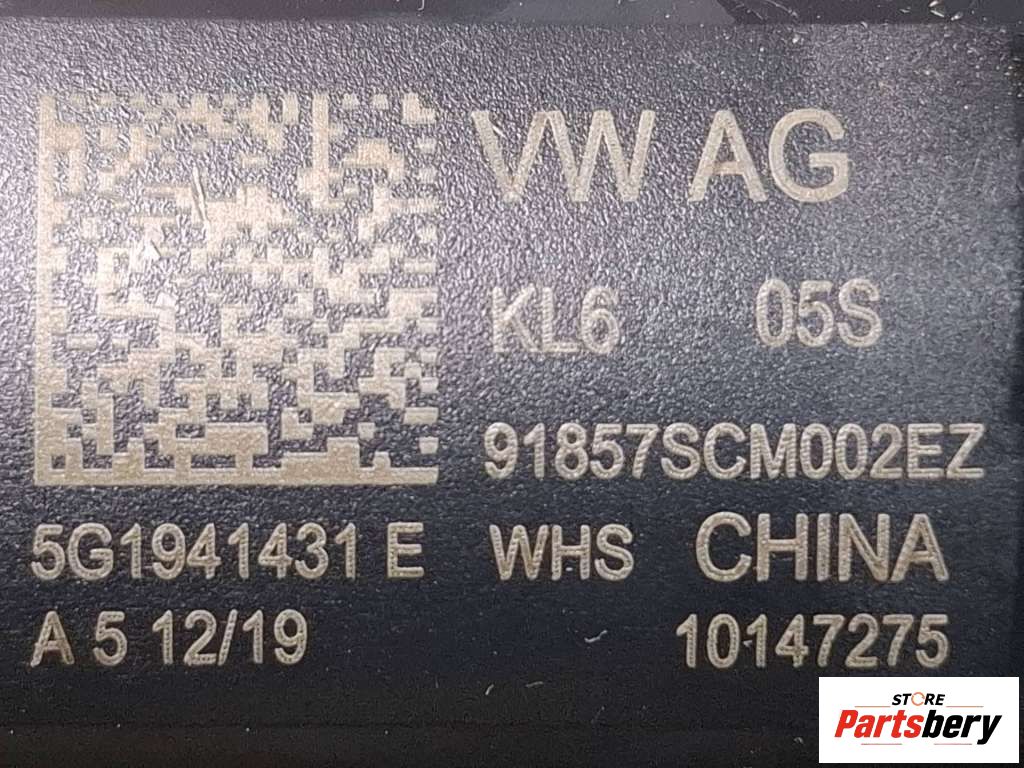 VW AG
KL6 05S
91857SCM002EZ
5G1941431 E WHS CHINA
A 5 12/19 10147275
STORE
Partsbery